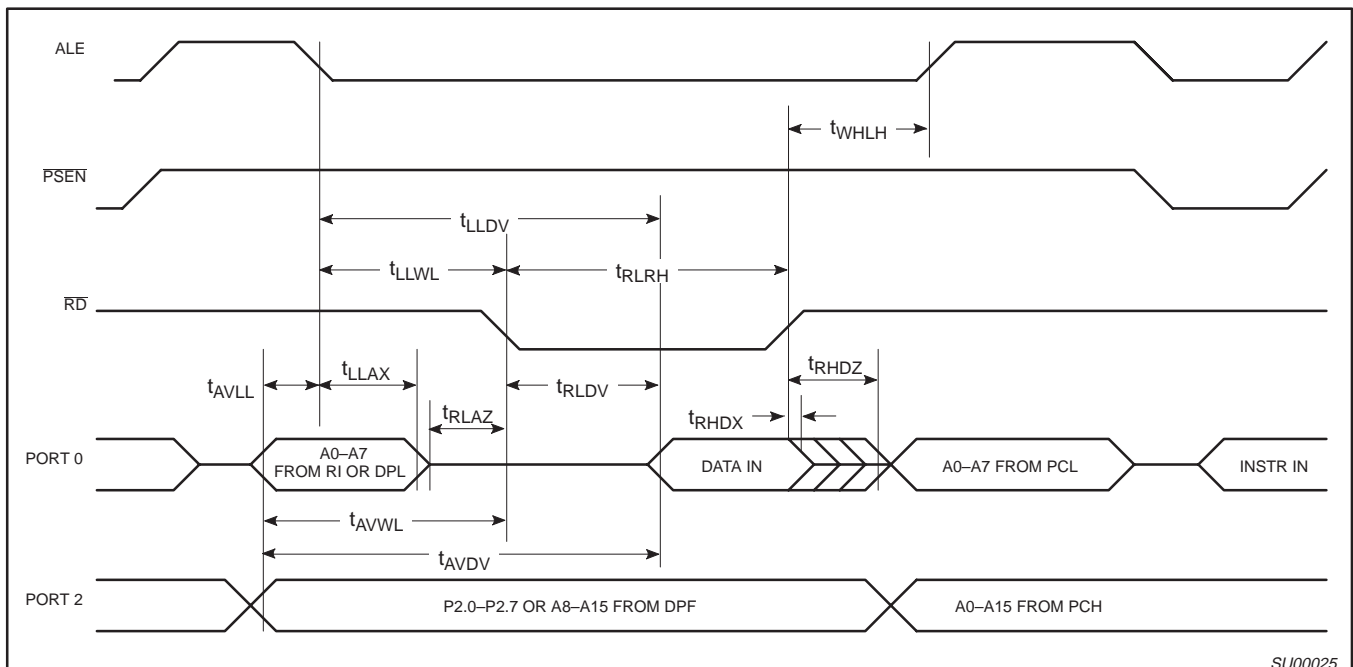 ALE
tWHLH
PSEN
tLLDV
tLLWL
tRLRH
RD
tAVLL
tLLAX
tRLDV
tRHDZ
tRLAZ
tRHDX
PORT 0
A0–A7
FROM RI OR DPL
DATA IN
A0–A7 FROM PCL
INSTR IN
tAVWL
tAVDV
PORT 2
P2.0–P2.7 OR A8–A15 FROM DPF
A0–A15 FROM PCH
SU00025